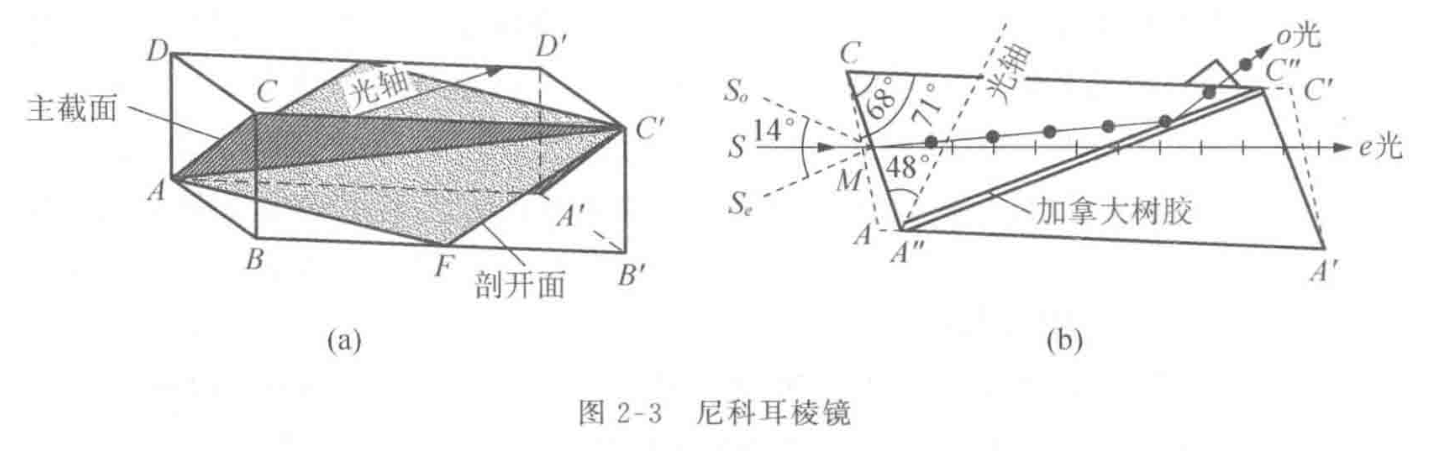 D
D′
C
光轴
主截面
C′
A
A′
B
F
B′
剖开面
(a)
o光
C
C″
C′
光轴
68°
71°
S_o
14°
S
e光
48°
M
S_e
加拿大树胶
A
A″
A′
(b)
图 2-3 尼科耳棱镜